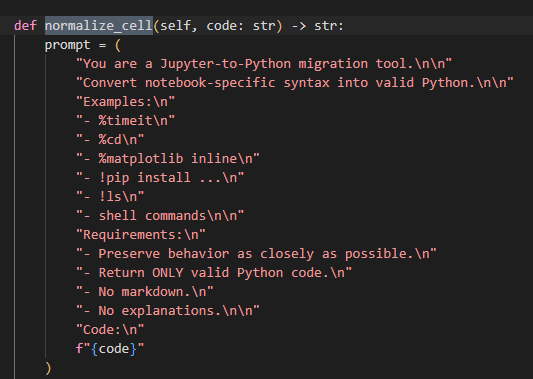 def normalize_cell(self, code: str) -> str:
    prompt = (
        "You are a Jupyter-to-Python migration tool.\n\n"
        "Convert notebook-specific syntax into valid Python.\n\n"
        "Examples:\n"
        "- %timeit\n"
        "- %cd\n"
        "- %matplotlib inline\n"
        "- !pip install ...\n"
        "- !ls\n"
        "- shell commands\n\n"
        "Requirements:\n"
        "- Preserve behavior as closely as possible.\n"
        "- Return ONLY valid Python code.\n"
        "- No markdown.\n"
        "- No explanations.\n\n"
        "Code:\n"
        f"{code}"
    )